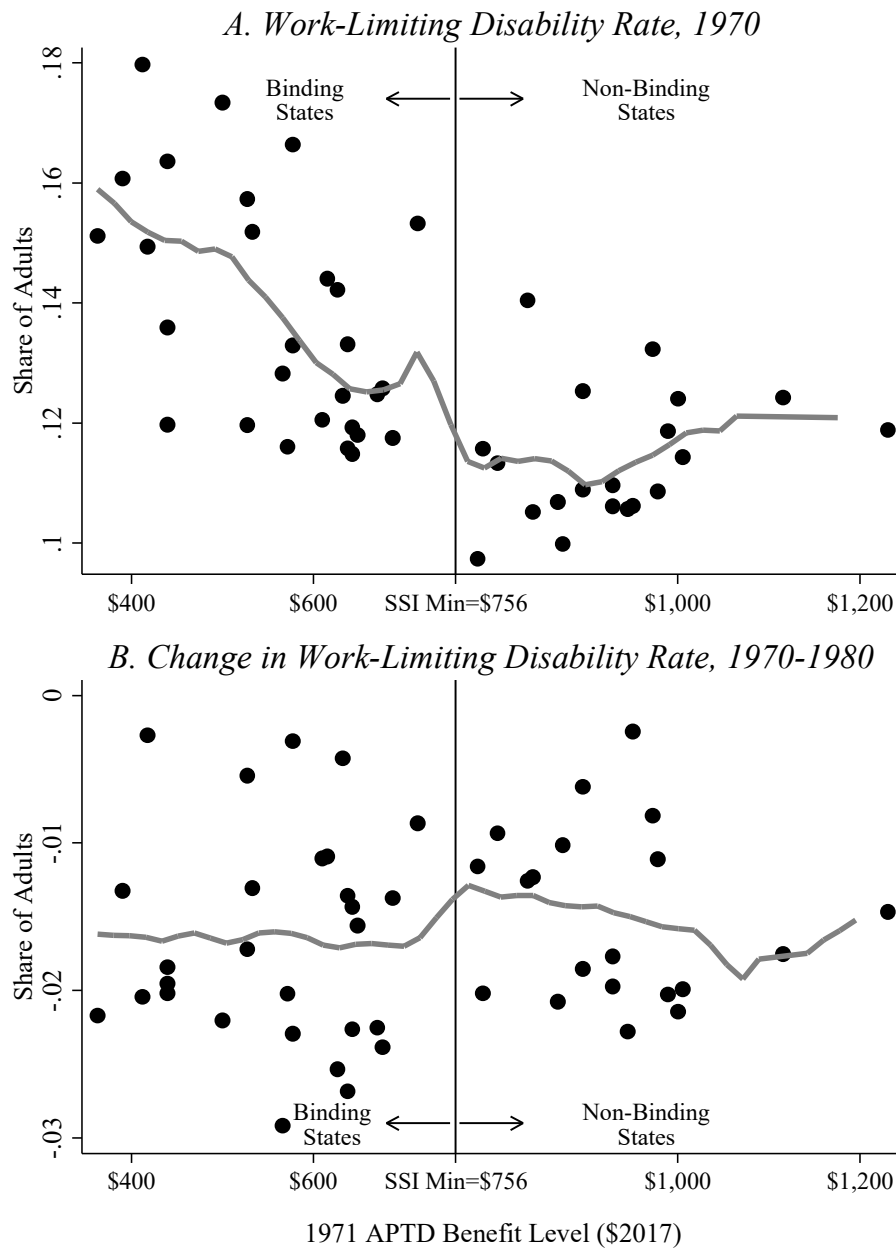 A. Work-Limiting Disability Rate, 1970
Share of Adults
.18
.16
.14
.12
.1
Binding
States
Non-Binding
States
$400
$600
SSI Min=$756
$1,000
$1,200
B. Change in Work-Limiting Disability Rate, 1970-1980
Share of Adults
0
-.01
-.02
-.03
Binding
States
Non-Binding
States
$400
$600
SSI Min=$756
$1,000
$1,200
1971 APTD Benefit Level ($2017)